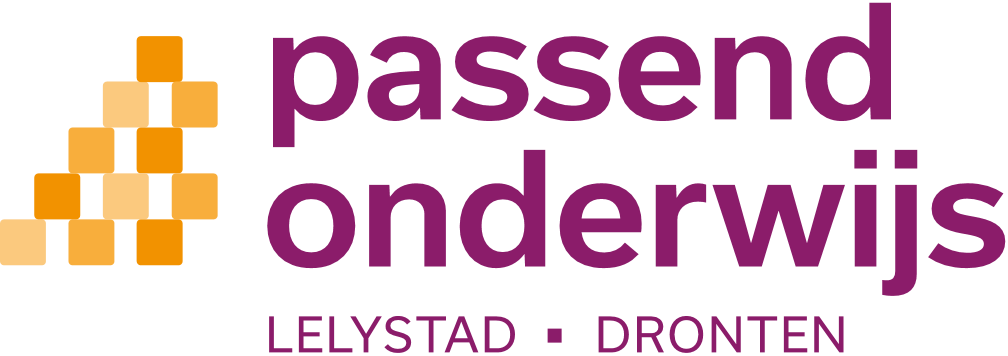 passend
onderwijs
LELYSTAD ▪ DRONTEN